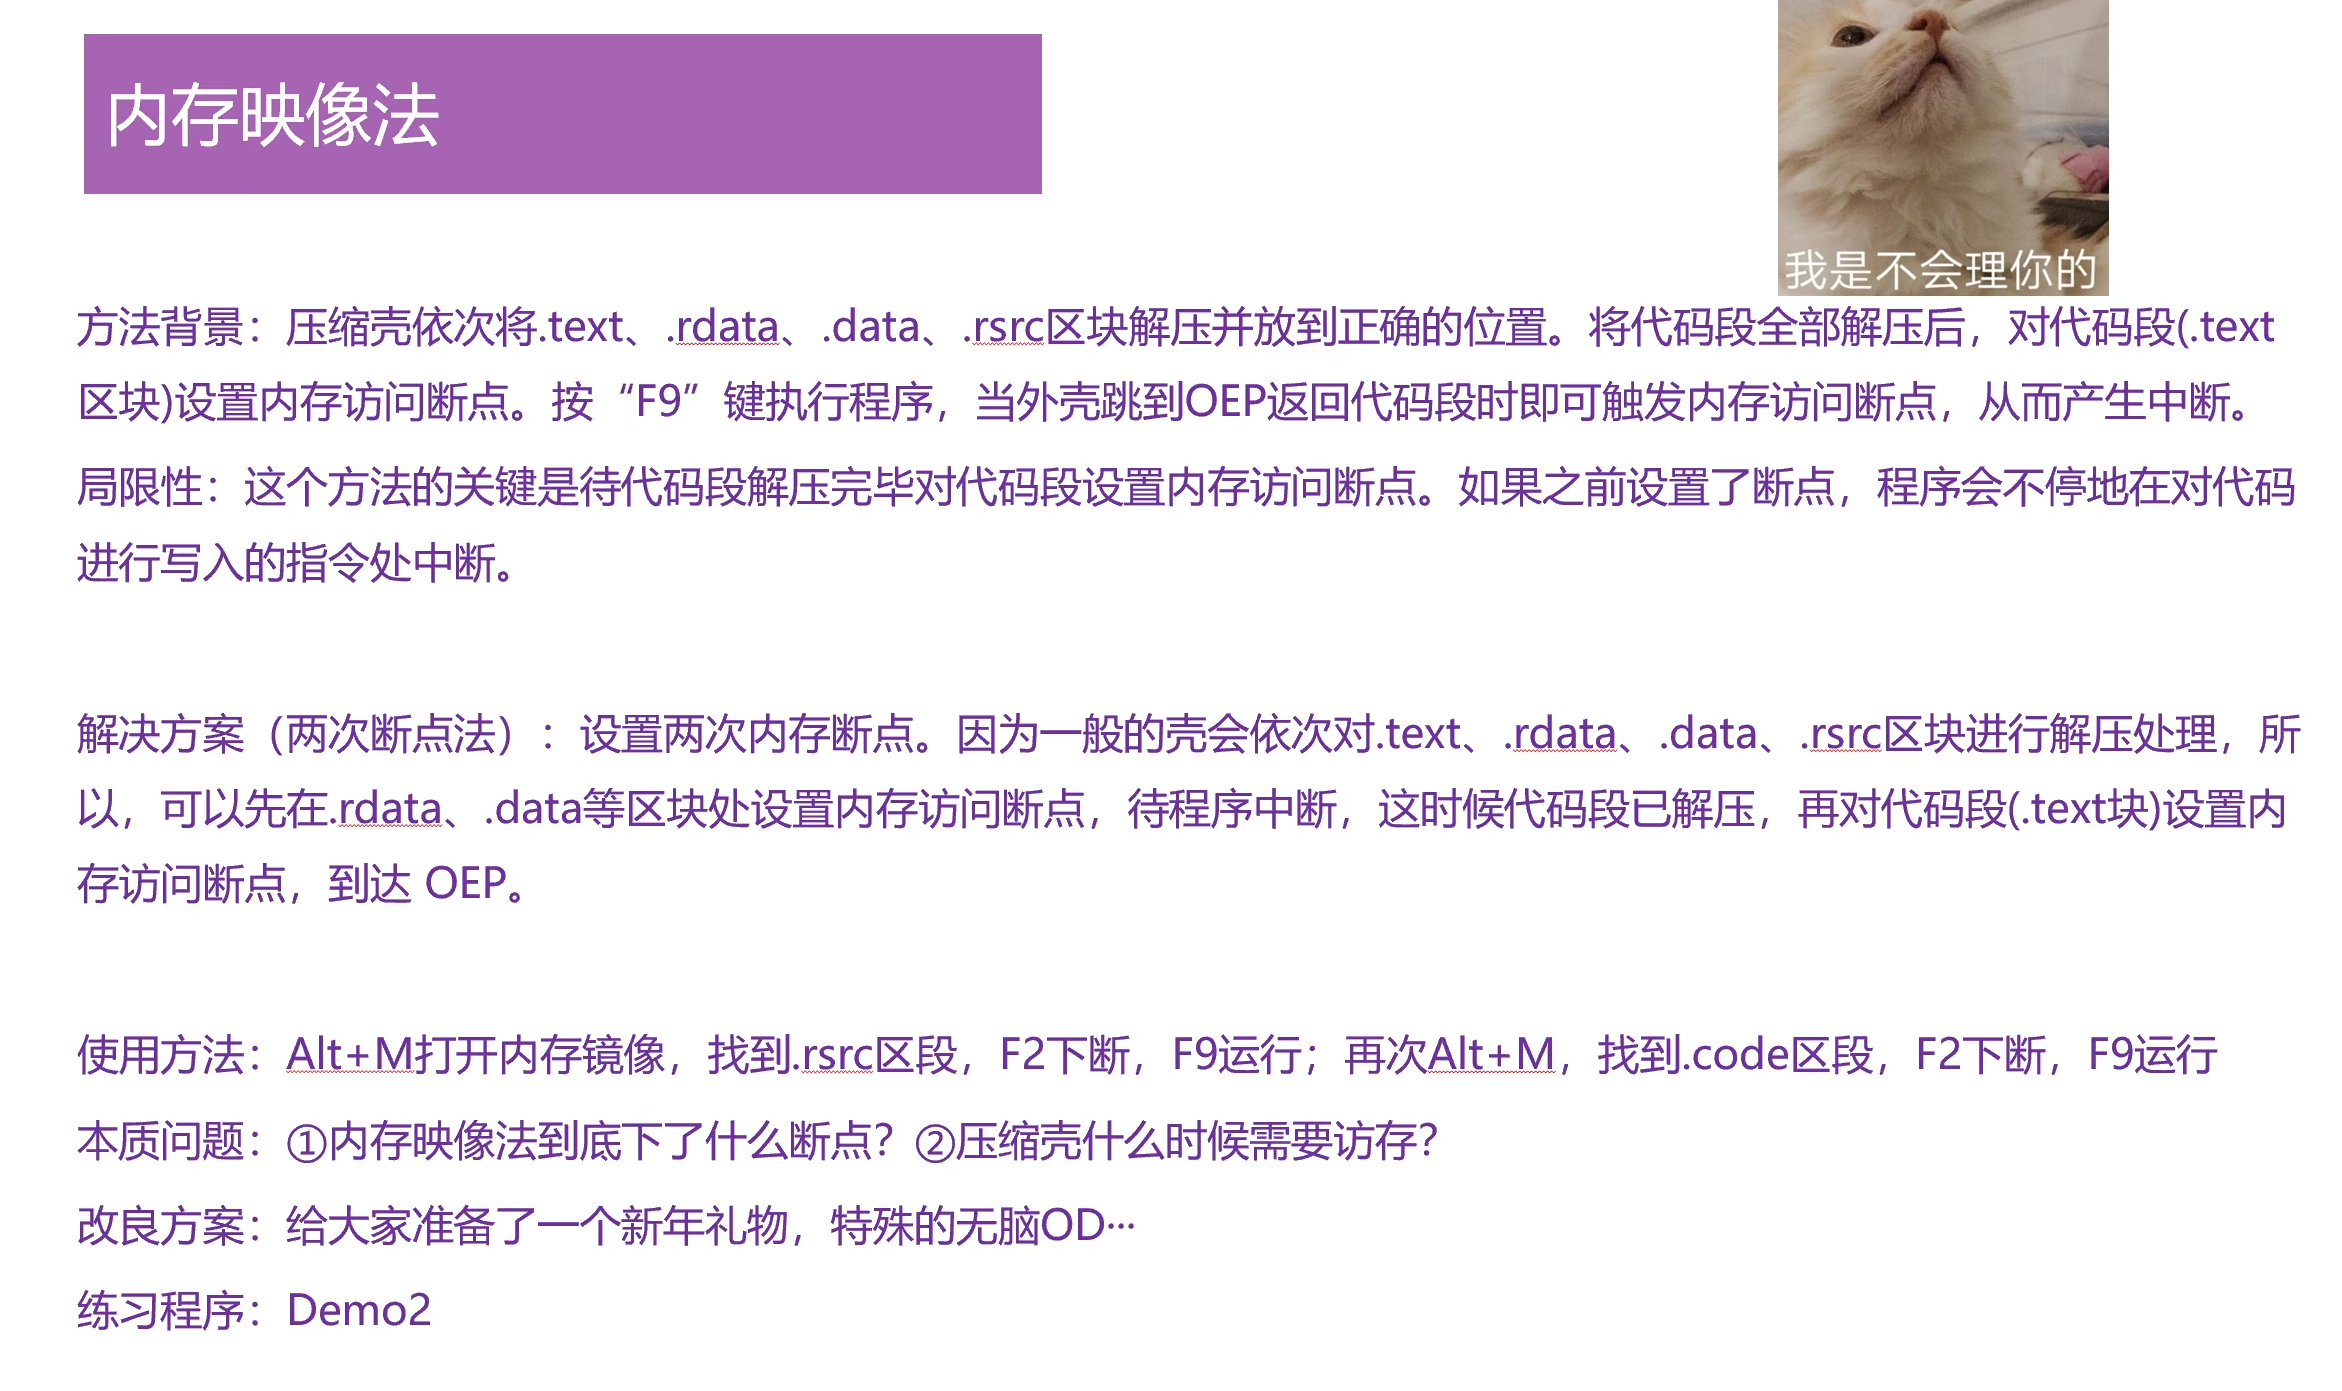 内存映像法
我是不会理你的
方法背景：压缩壳依次将.text、.rdata、.data、.rsrc区块解压并放到正确的位置。将代码段全部解压后，对代码段(.text
区块)设置内存访问断点。按“F9”键执行程序，当外壳跳到OEP返回代码段时即可触发内存访问断点，从而产生中断。
局限性：这个方法的关键是待代码段解压完毕对代码段设置内存访问断点。如果之前设置了断点，程序会不停地在对代码
进行写入的指令处中断。
解决方案（两次断点法）：设置两次内存断点。因为一般的壳会依次对.text、.rdata、.data、.rsrc区块进行解压处理，所
以，可以先在.rdata、.data等区块处设置内存访问断点，待程序中断，这时候代码段已解压，再对代码段(.text块)设置内
存访问断点，到达 OEP。
使用方法：Alt+M打开内存镜像，找到.rsrc区段，F2下断，F9运行；再次Alt+M，找到.code区段，F2下断，F9运行
本质问题：①内存映像法到底下了什么断点？②压缩壳什么时候需要访存？
改良方案：给大家准备了一个新年礼物，特殊的无脑OD…
练习程序：Demo2